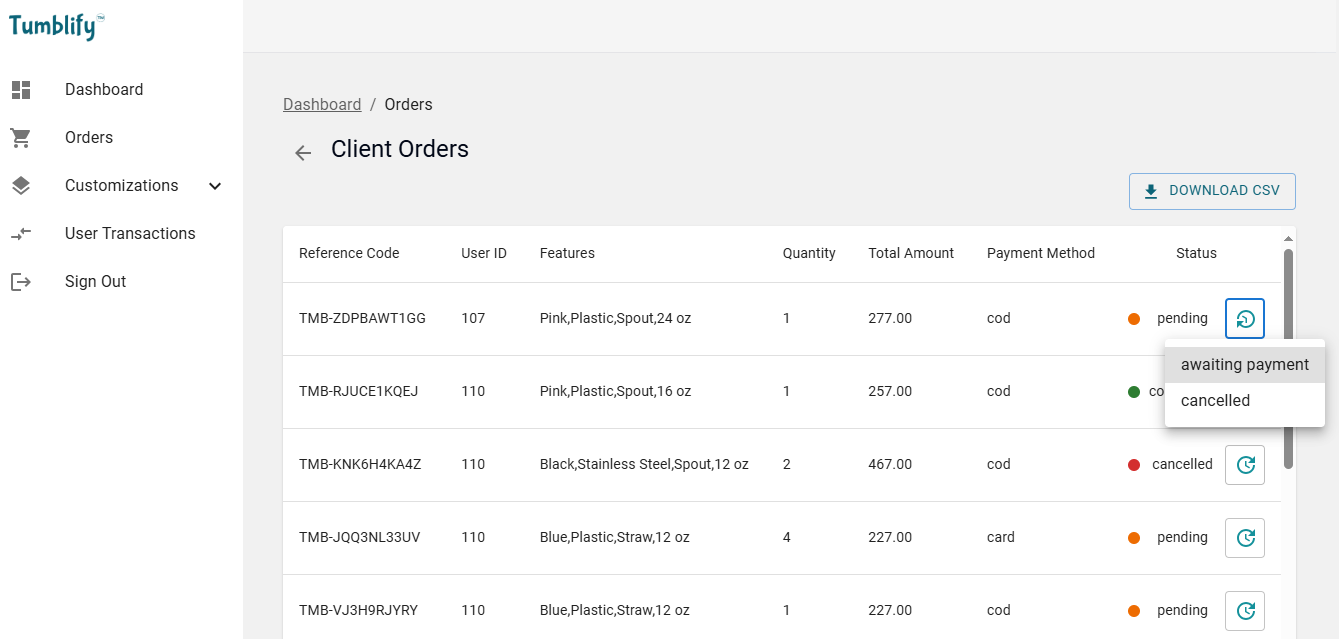 Tumblify™
Dashboard
Orders
Customizations
User Transactions
Sign Out
Dashboard / Orders
Client Orders
DOWNLOAD CSV
Reference Code User ID Features Quantity Total Amount Payment Method Status
TMB-ZDPBAWT1GG 107 Pink,Plastic,Spout,24 oz 1 277.00 cod pending
awaiting payment
cancelled
TMB-RJUCE1KQEJ 110 Pink,Plastic,Spout,16 oz 1 257.00 cod
TMB-KNK6H4KA4Z 110 Black,Stainless Steel,Spout,12 oz 2 467.00 cod cancelled
TMB-JQQ3NL33UV 110 Blue,Plastic,Straw,12 oz 4 227.00 card pending
TMB-VJ3H9RJYRY 110 Blue,Plastic,Straw,12 oz 1 227.00 cod pending